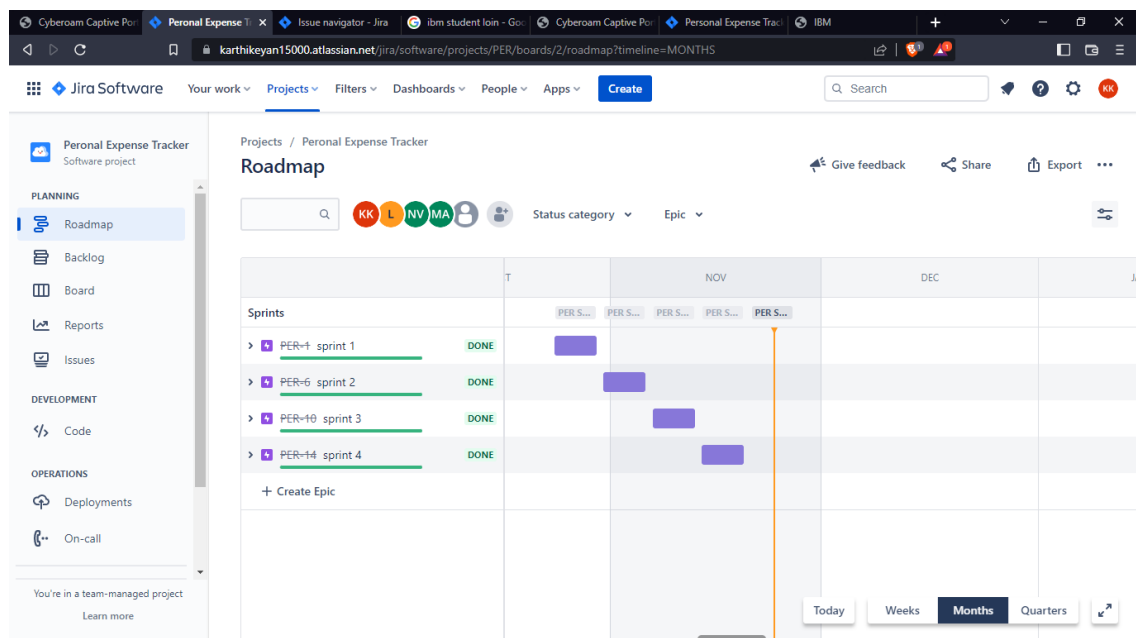 Cyberoam Captive Por
Peronal Expense T
Issue navigator - Jira
ibm student loin - Goo
Cyberoam Captive Por
Personal Expense Track
IBM
karthikeyan15000.atlassian.net/jira/software/projects/PER/boards/2/roadmap?timeline=MONTHS
Jira Software
Your work
Projects
Filters
Dashboards
People
Apps
Create
Search
KK
Peronal Expense Tracker
Software project
PLANNING
Roadmap
Backlog
Board
Reports
Issues
DEVELOPMENT
Code
OPERATIONS
Deployments
On-call
You're in a team-managed project
Learn more
Projects / Peronal Expense Tracker
Roadmap
Give feedback
Share
Export
KK L NV MA
Status category
Epic
T NOV DEC
Sprints
PER S... PER S... PER S... PER S... PER S...
PER-1 sprint 1 DONE
PER-6 sprint 2 DONE
PER-10 sprint 3 DONE
PER-14 sprint 4 DONE
+ Create Epic
Today
Weeks
Months
Quarters